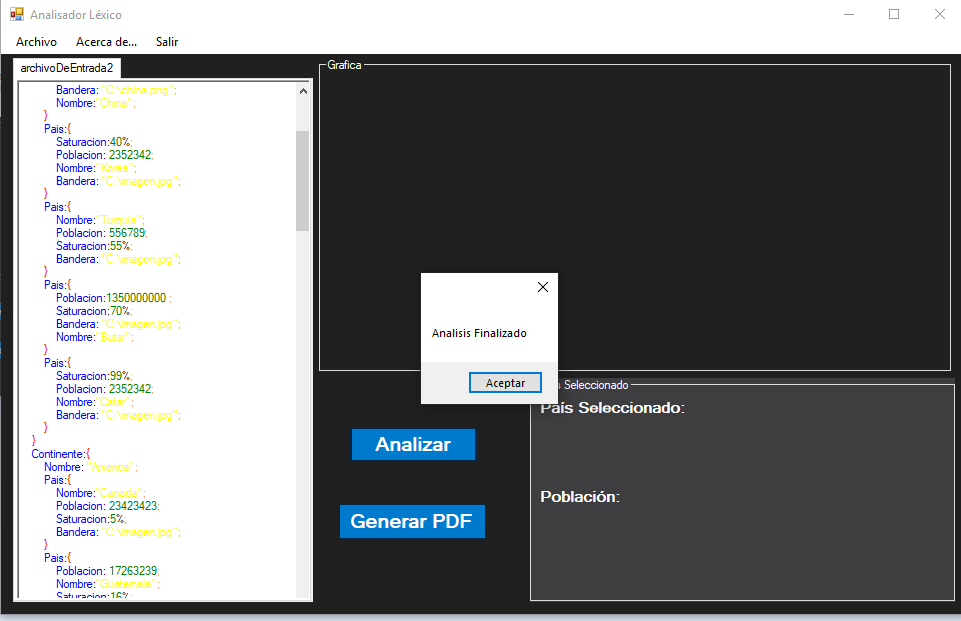 Analisador Léxico
Archivo Acerca de... Salir
archivoDeEntrada2
Bandera: "C:\china.png";
Nombre:"China";
}
Pais:{
Saturacion:40%;
Poblacion: 2352342;
Nombre:"Korea";
Bandera: "C:\imagen.jpg";
}
Pais:{
Nombre:"Turquia";
Poblacion: 556789;
Saturacion:55%;
Bandera: "C:\imagen.jpg";
}
Pais:{
Poblacion:1350000000 ;
Saturacion:70%;
Bandera: "C:\imagen.jpg";
Nombre:"Butar";
}
Pais:{
Saturacion:99%;
Poblacion: 2352342;
Nombre:"Catar";
Bandera: "C:\imagen.jpg";
}
}
Continente:{
Nombre: "America";
Pais:{
Nombre:"Canada";
Poblacion: 23423423;
Saturacion:5%;
Bandera: "C:\imagen.jpg";
}
Pais:{
Poblacion: 17263239;
Nombre:"Guatemala";
Saturacion:16%;
Grafica
Analisis Finalizado
Aceptar
Analizar
Generar PDF
s Seleccionado
País Seleccionado:
Población: